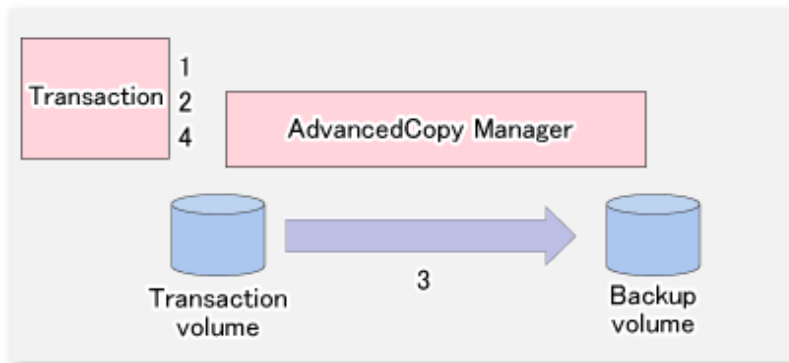 1
Transaction 2
4
AdvancedCopy Manager
3
Transaction
volume
Backup
volume